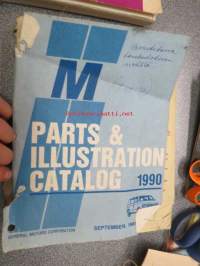 M
PARTS &
ILLUSTRATION
CATALOG 1990
GENERAL MOTORS CORPORATION
SEPTEMBER